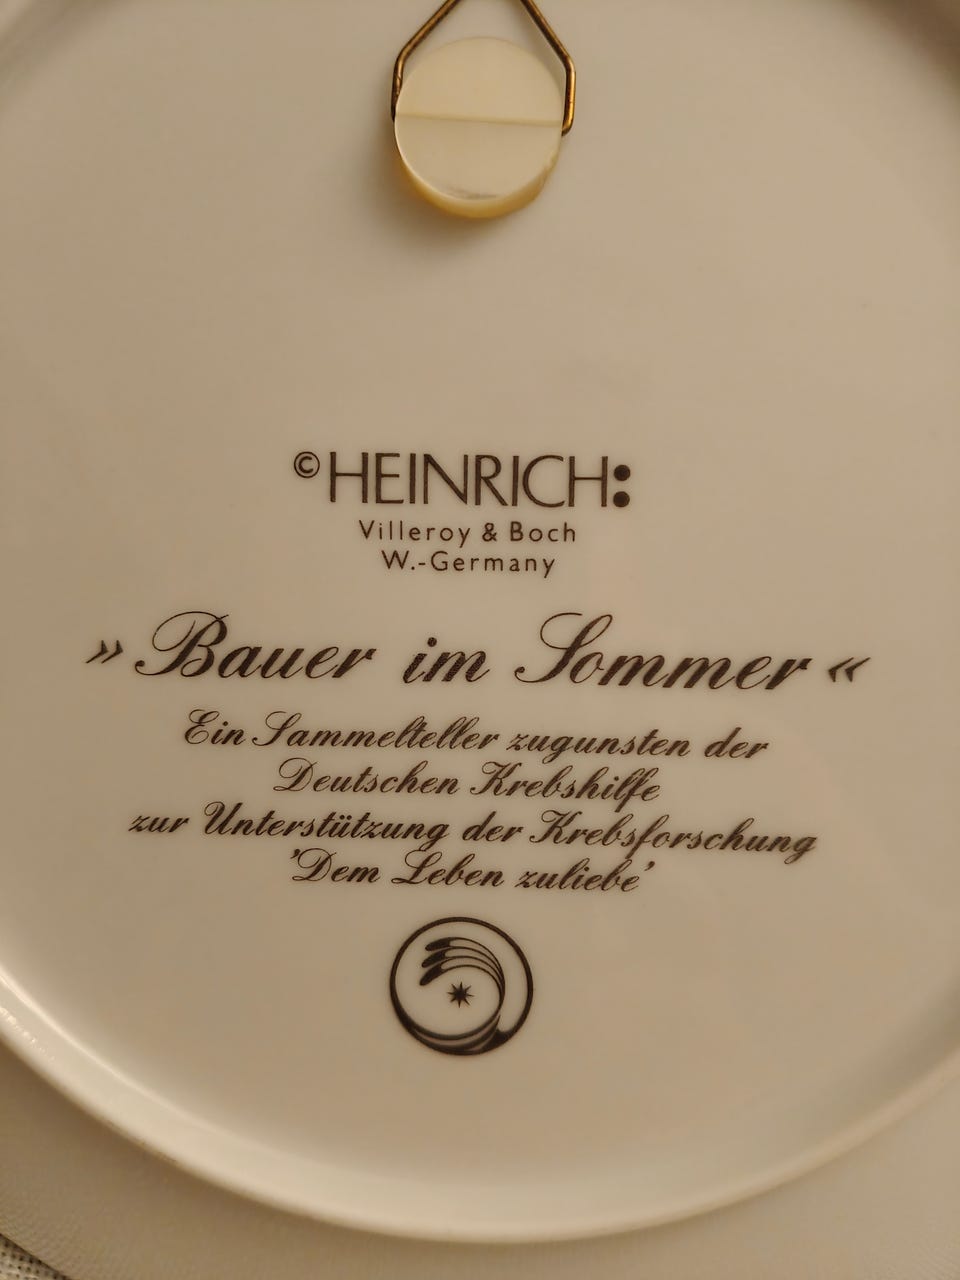 © HEINRICH:
Villeroy & Boch
W.-Germany
»Bauer im Sommer«
Ein Sammelteller zugunsten der
Deutschen Krebshilfe
zur Unterstützung der Krebsforschung
'Dem Leben zuliebe'